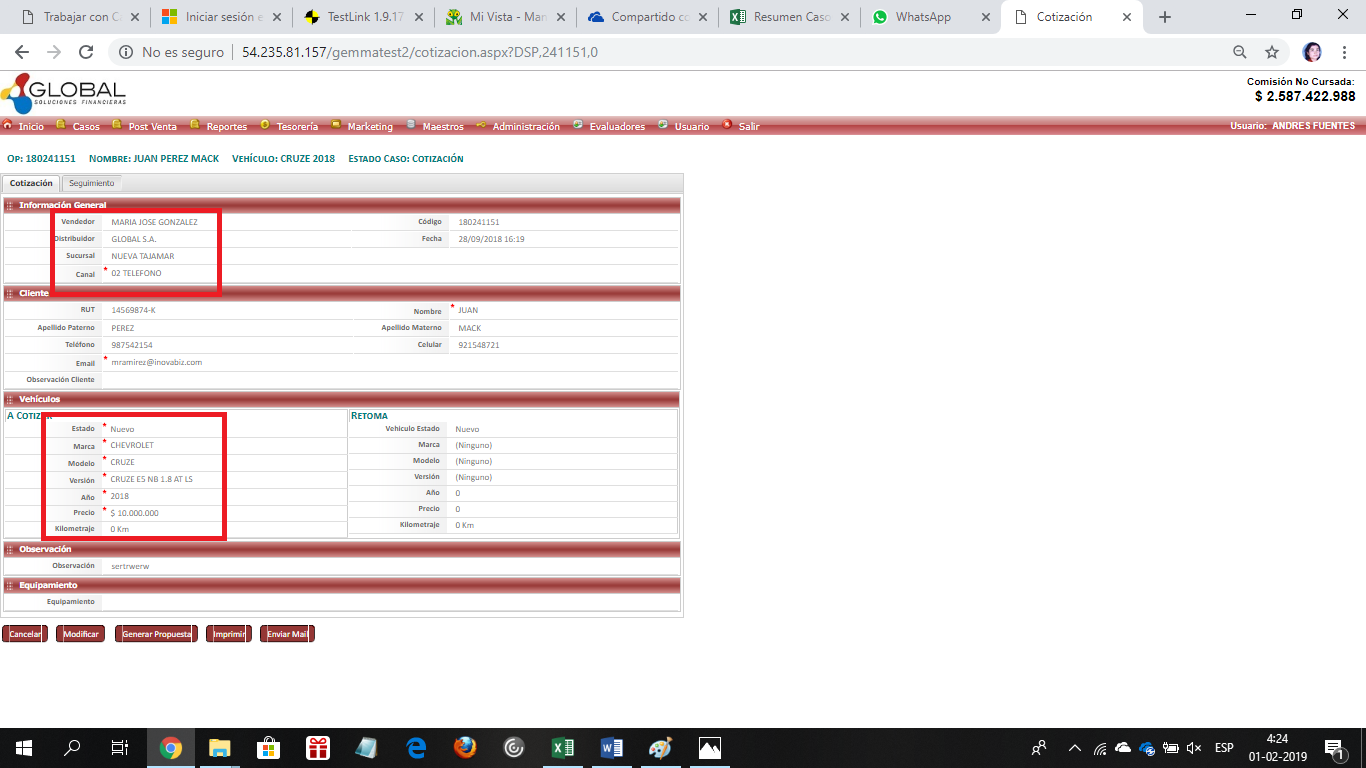 Trabajar con C
Iniciar sesión e
TestLink 1.9.17
Mi Vista - Man
Compartido co
Resumen Caso
WhatsApp
Cotización
No es seguro | 54.235.81.157/gemmatest2/cotizacion.aspx?DSP,241151,0
GLOBAL
SOLUCIONES FINANCIERAS
Comisión No Cursada:
$ 2.587.422.988
Inicio Casos Post Venta Reportes Tesorería Marketing Maestros Administración Evaluadores Usuario Salir Usuario: ANDRES FUENTES
OP: 180241151 NOMBRE: JUAN PEREZ MACK VEHÍCULO: CRUZE 2018 ESTADO CASO: COTIZACIÓN
Cotización Seguimiento
Información General
Vendedor MARIA JOSE GONZALEZ Código 180241151
Distribuidor GLOBAL S.A. Fecha 28/09/2018 16:19
Sucursal NUEVA TAJAMAR
Canal * 02 TELEFONO
Cliente
RUT 14569874-K Nombre * JUAN
Apellido Paterno PEREZ Apellido Materno MACK
Teléfono 987542154 Celular 921548721
Email * mramirez@inovabiz.com
Observación Cliente
Vehículos
A COTIZAR RETOMA
Estado * Nuevo Vehiculo Estado Nuevo
Marca * CHEVROLET Marca (Ninguno)
Modelo * CRUZE Modelo (Ninguno)
Versión * CRUZE E5 NB 1.8 AT LS Versión (Ninguno)
Año * 2018 Año 0
Precio * $ 10.000.000 Precio 0
Kilometraje 0 Km Kilometraje 0 Km
Observación
Observación sertrwerw
Equipamiento
Equipamiento
Cancelar Modificar Generar Propuesta Imprimir Enviar Mail
ESP
4:24
01-02-2019
1